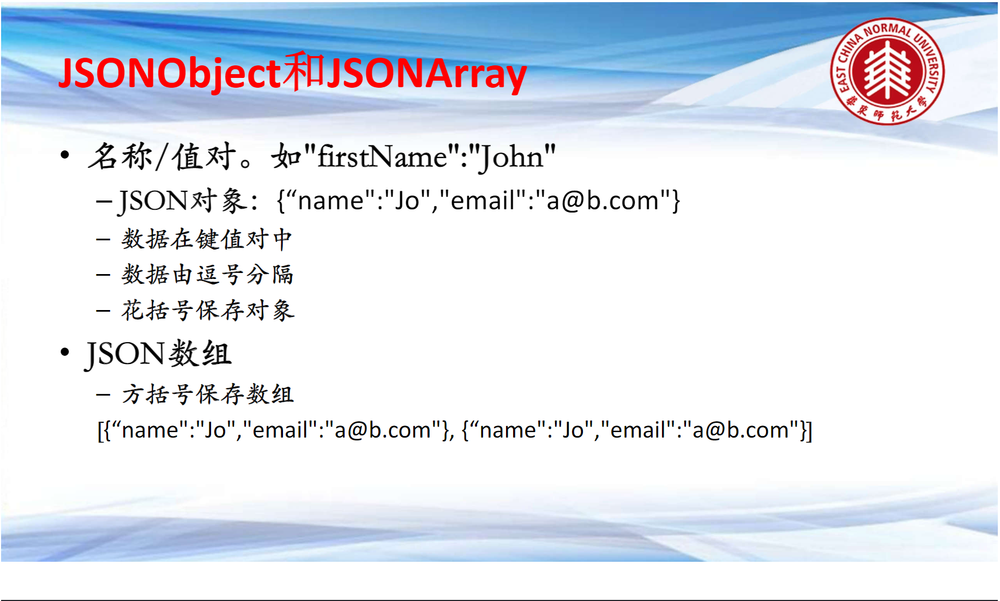 JSONObject和JSONArray
EAST CHINA NORMAL UNIVERSITY
華東师范大学
• 名称/值对。如"firstName":"John"
– JSON对象：{“name":"Jo","email":"a@b.com"}
– 数据在键值对中
– 数据由逗号分隔
– 花括号保存对象
• JSON数组
– 方括号保存数组
[{“name":"Jo","email":"a@b.com"}, {“name":"Jo","email":"a@b.com"}]